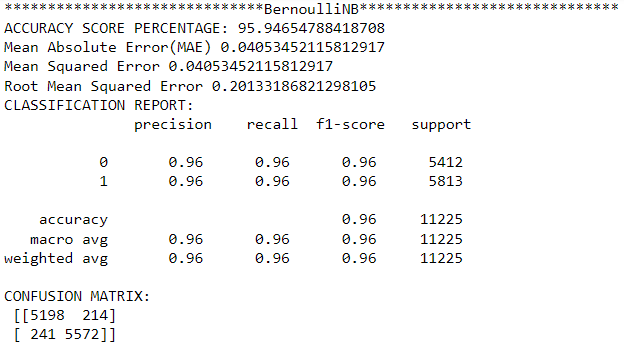 ******************************BernoulliNB******************************
ACCURACY SCORE PERCENTAGE: 95.94654788418708
Mean Absolute Error(MAE) 0.04053452115812917
Mean Squared Error 0.04053452115812917
Root Mean Squared Error 0.20133186821298105
CLASSIFICATION REPORT:
precision recall f1-score support
0 0.96 0.96 0.96 5412
1 0.96 0.96 0.96 5813
accuracy 0.96 11225
macro avg 0.96 0.96 0.96 11225
weighted avg 0.96 0.96 0.96 11225
CONFUSION MATRIX:
[[5198 214]
[ 241 5572]]